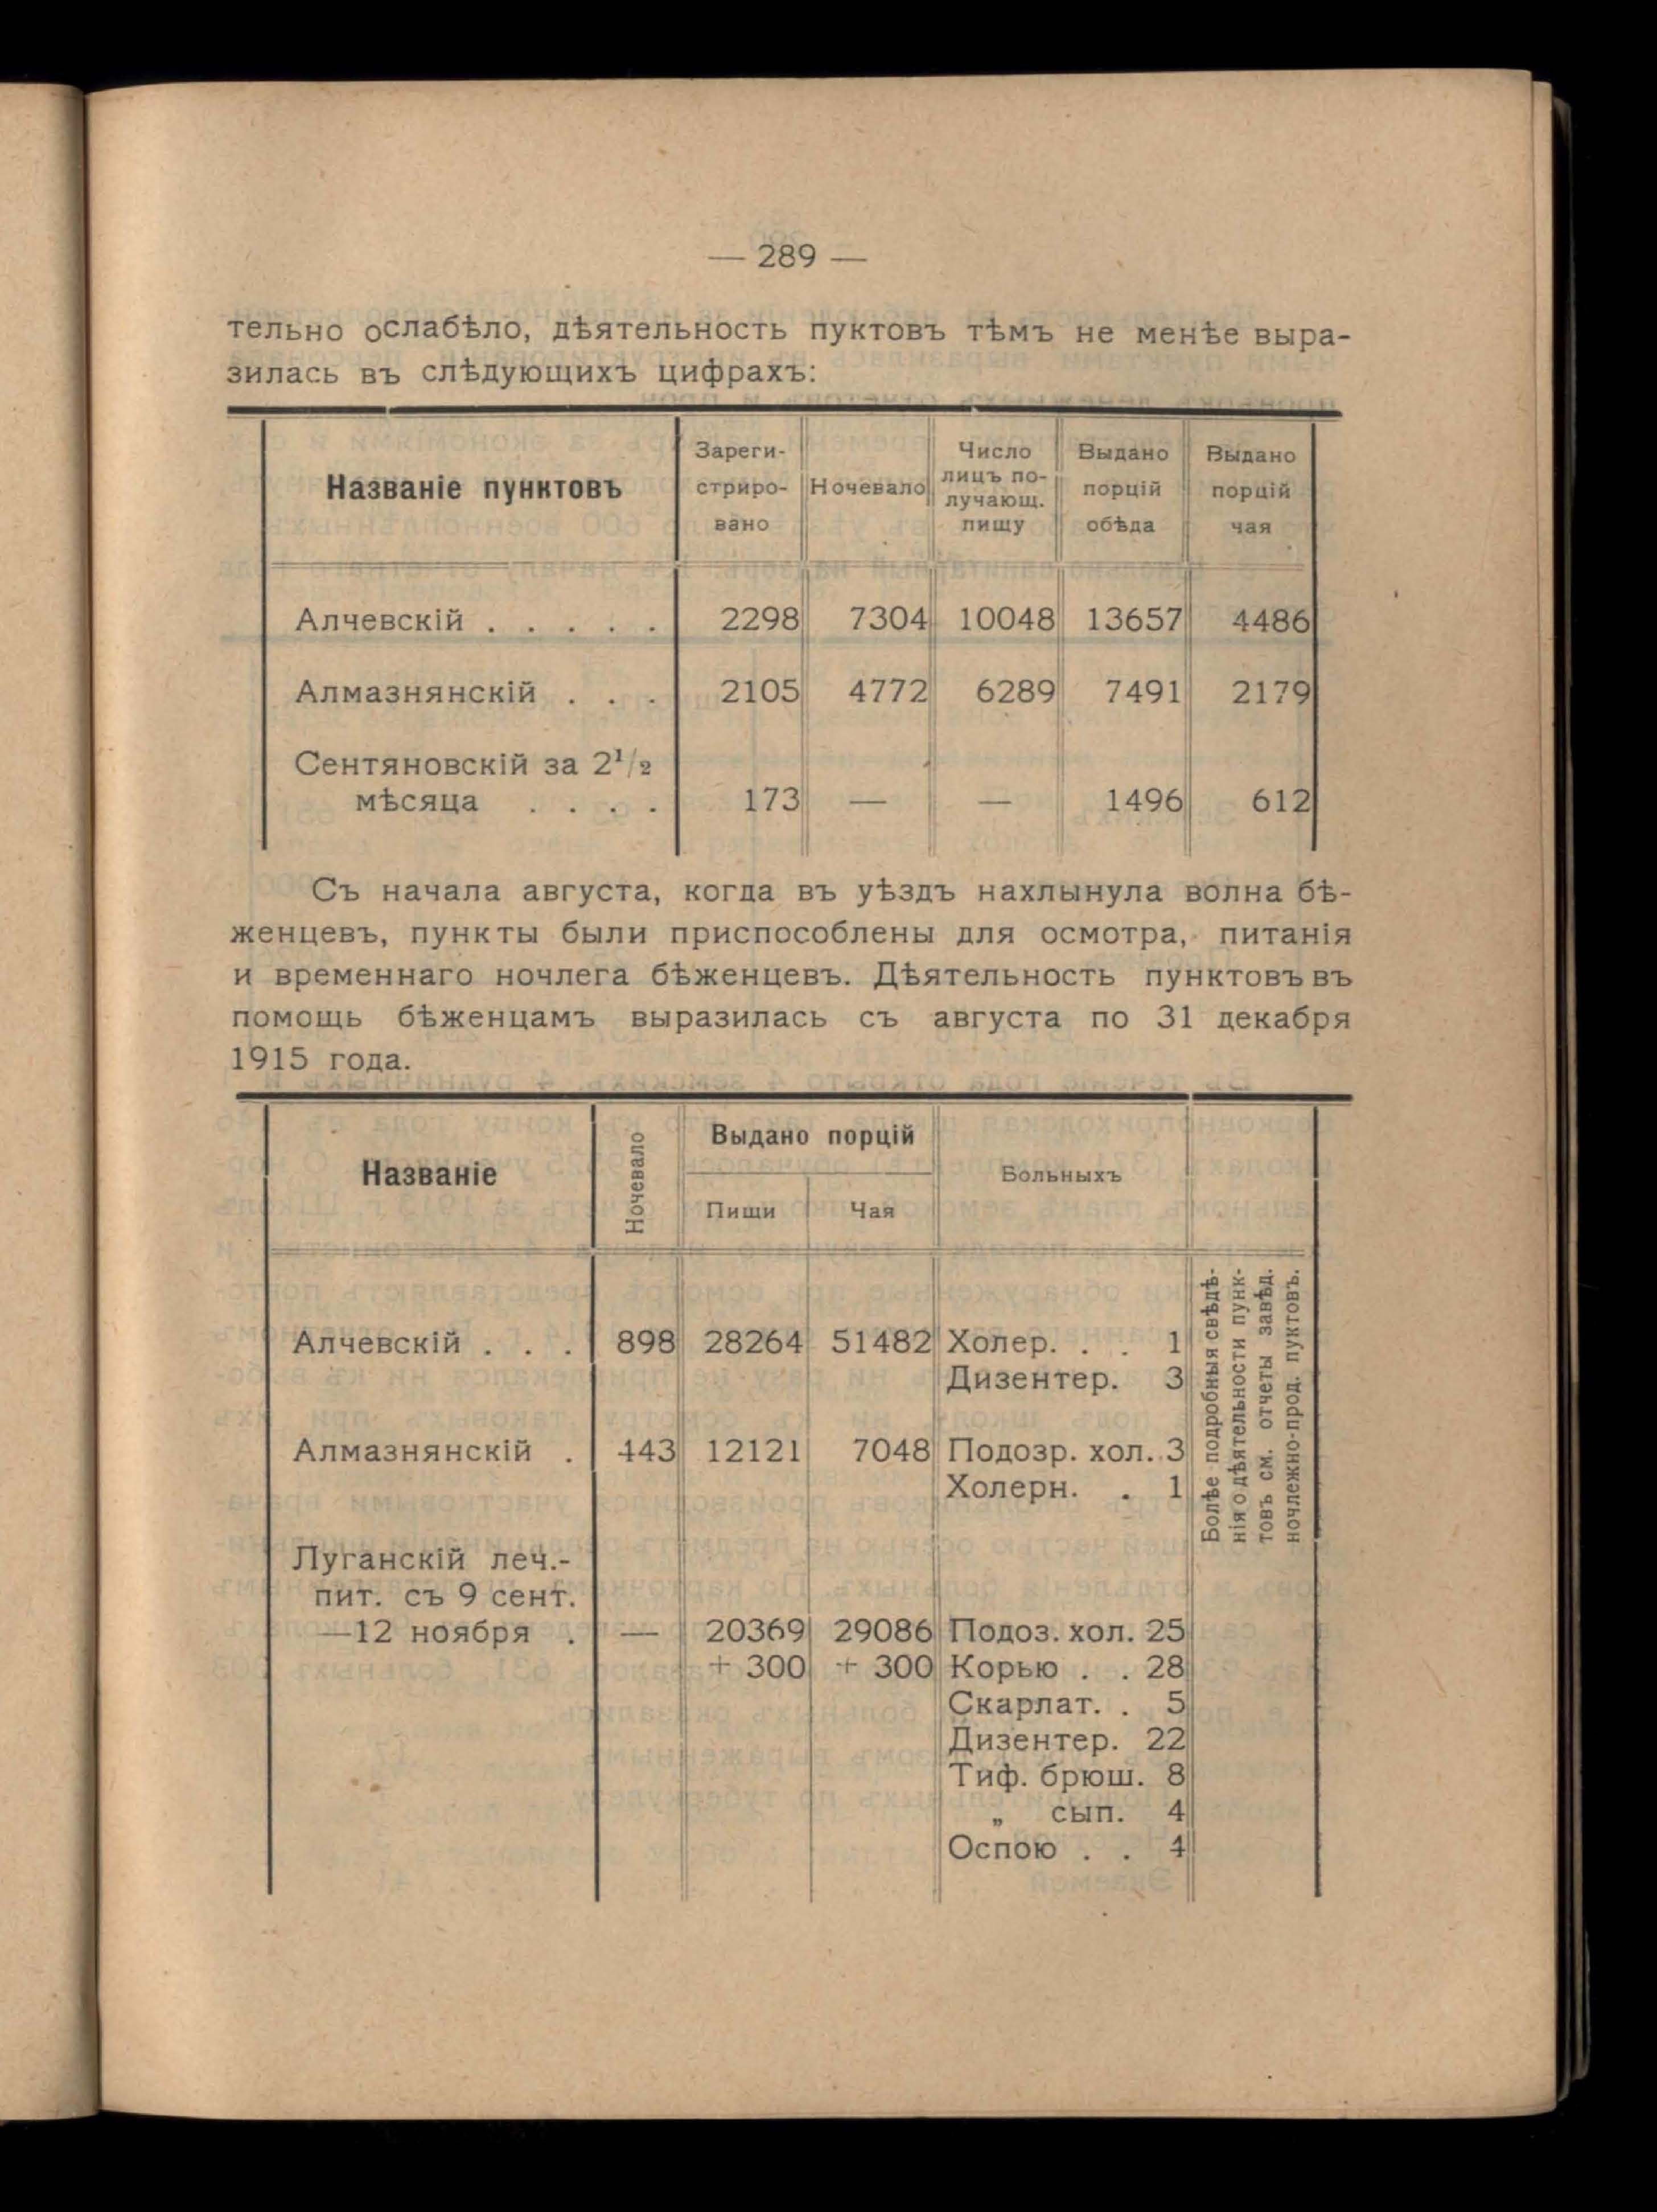 — 289 —
тельно ослабѣло, дѣятельность пуктовъ тѣмъ не менѣе выра-
зилась въ слѣдующихъ цифрахъ:
Названіе пунктовъ
Зареги-
стриро-
вано
Ночевало
Число
лицъ по-
лучающ.
пищу
Выдано
порцій
обѣда
Выдано
порцій
чая
Алчевскій . . . . . 2298 7304 10048 13657 4486
Алмазнянскій . . . 2105 4772 6289 7491 2179
Сентяновскій за 2¹/₂
мѣсяца . . . . 173 — — 1496 612
Съ начала августа, когда въ уѣздъ нахлынула волна бѣ-
женцевъ, пункты были приспособлены для осмотра, питанія
и временнаго ночлега бѣженцевъ. Дѣятельность пунктовъ въ
помощь бѣженцамъ выразилась съ августа по 31 декабря
1915 года.
Названіе
Ночевало
Выдано порцій
Пищи Чая
Больныхъ
Алчевскій . . . 898 28264 51482 Холер. . . 1
Дизентер. 3
Алмазнянскій . 443 12121 7048 Подозр. хол. 3
Холерн. . 1
Луганскій леч.-
пит. съ 9 сент.
—12 ноября . — 20369 29086 Подоз. хол. 25
+ 300 + 300 Корью . . 28
Скарлат. . 5
Дизентер. 22
Тиф. брюш. 8
„ сып. 4
Оспою . . 4
Болѣе подробныя свѣдѣ-
нія о дѣятельности пунк-
товъ см. отчеты завѣд.
ночлежно-прод. пуктовъ.